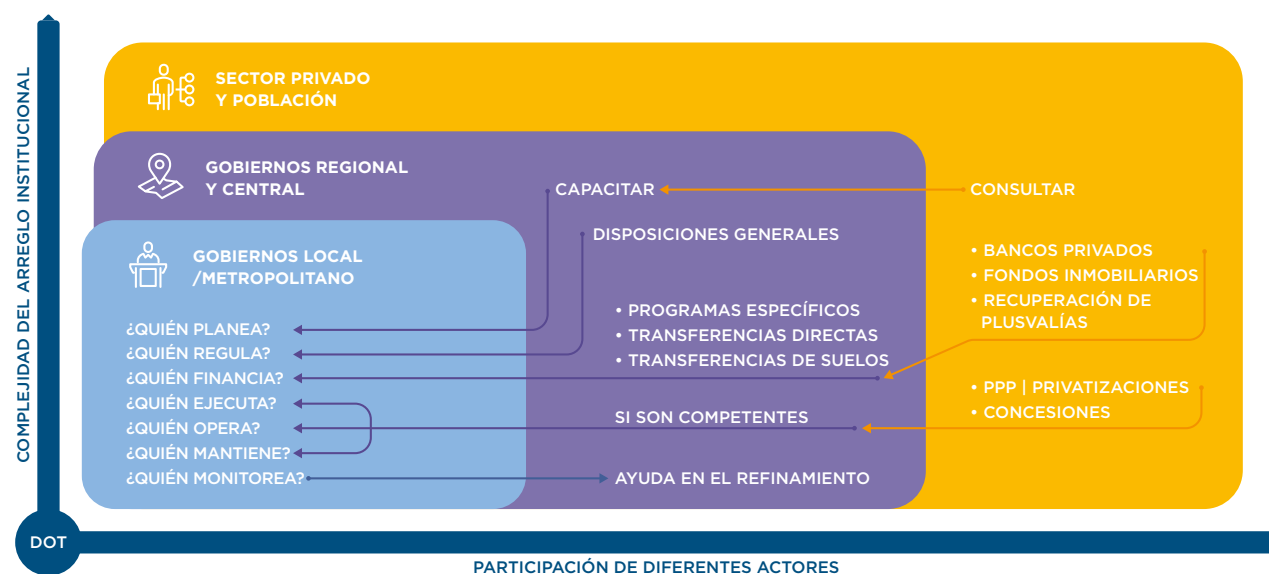 COMPLEJIDAD DEL ARREGLO INSTITUCIONAL
SECTOR PRIVADO
Y POBLACIÓN
GOBIERNOS REGIONAL
Y CENTRAL
CAPACITAR
CONSULTAR
DISPOSICIONES GENERALES
GOBIERNOS LOCAL
/METROPOLITANO
• BANCOS PRIVADOS
• FONDOS INMOBILIARIOS
• RECUPERACIÓN DE
PLUSVALÍAS
• PROGRAMAS ESPECÍFICOS
• TRANSFERENCIAS DIRECTAS
• TRANSFERENCIAS DE SUELOS
¿QUIÉN PLANEA?
¿QUIÉN REGULA?
¿QUIÉN FINANCIA?
¿QUIÉN EJECUTA?
¿QUIÉN OPERA?
¿QUIÉN MANTIENE?
¿QUIÉN MONITOREA?
• PPP | PRIVATIZACIONES
• CONCESIONES
SI SON COMPETENTES
AYUDA EN EL REFINAMIENTO
DOT
PARTICIPACIÓN DE DIFERENTES ACTORES